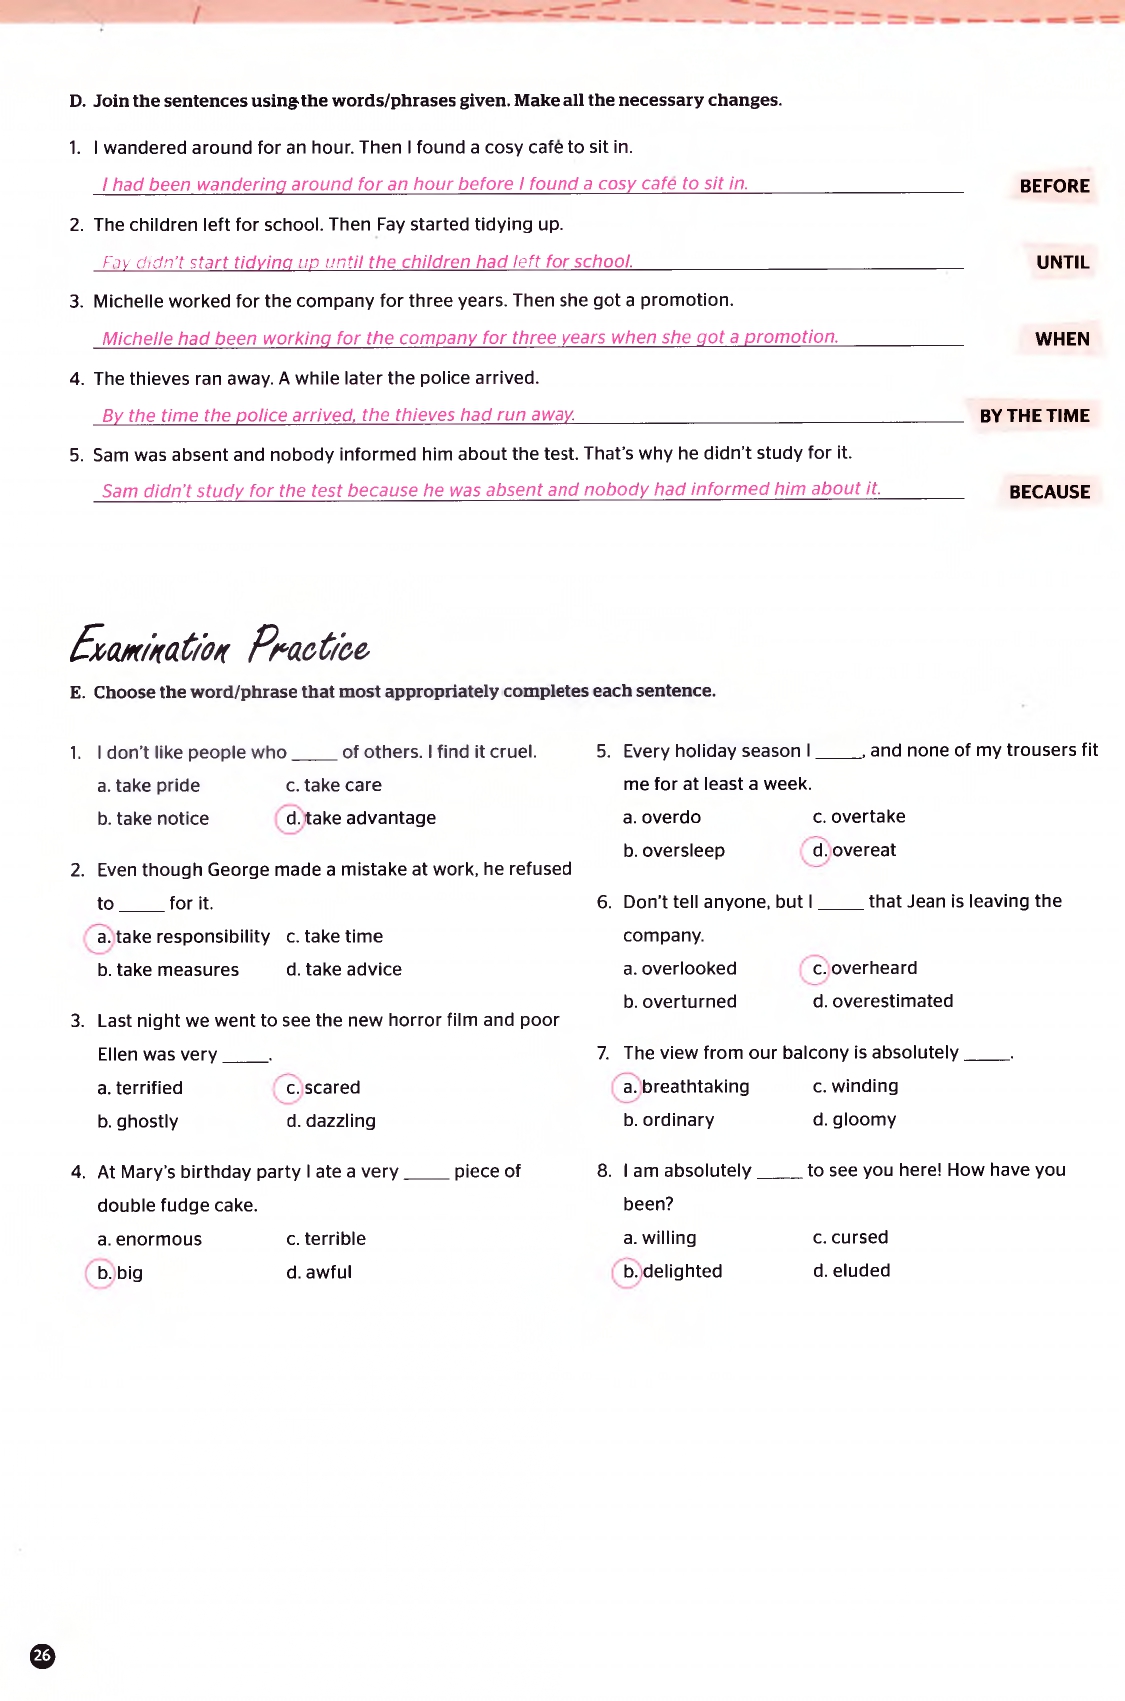 D. Join the sentences using the words/phrases given. Make all the necessary changes.
1. I wandered around for an hour. Then I found a cosy café to sit in.
I had been wandering around for an hour before I found a cosy café to sit in.
BEFORE
2. The children left for school. Then Fay started tidying up.
Fay didn't start tidying up until the children had left for school.
UNTIL
3. Michelle worked for the company for three years. Then she got a promotion.
Michelle had been working for the company for three years when she got a promotion.
WHEN
4. The thieves ran away. A while later the police arrived.
By the time the police arrived, the thieves had run away.
BY THE TIME
5. Sam was absent and nobody informed him about the test. That's why he didn't study for it.
Sam didn't study for the test because he was absent and nobody had informed him about it.
BECAUSE
Examination Practice
E. Choose the word/phrase that most appropriately completes each sentence.
1. I don't like people who _____ of others. I find it cruel.
a. take pride c. take care
b. take notice d. take advantage
2. Even though George made a mistake at work, he refused
to _____ for it.
a. take responsibility c. take time
b. take measures d. take advice
3. Last night we went to see the new horror film and poor
Ellen was very _____.
a. terrified c. scared
b. ghostly d. dazzling
4. At Mary's birthday party I ate a very _____ piece of
double fudge cake.
a. enormous c. terrible
b. big d. awful
5. Every holiday season I _____, and none of my trousers fit
me for at least a week.
a. overdo c. overtake
b. oversleep d. overeat
6. Don't tell anyone, but I _____ that Jean is leaving the
company.
a. overlooked c. overheard
b. overturned d. overestimated
7. The view from our balcony is absolutely _____.
a. breathtaking c. winding
b. ordinary d. gloomy
8. I am absolutely _____ to see you here! How have you
been?
a. willing c. cursed
b. delighted d. eluded
26